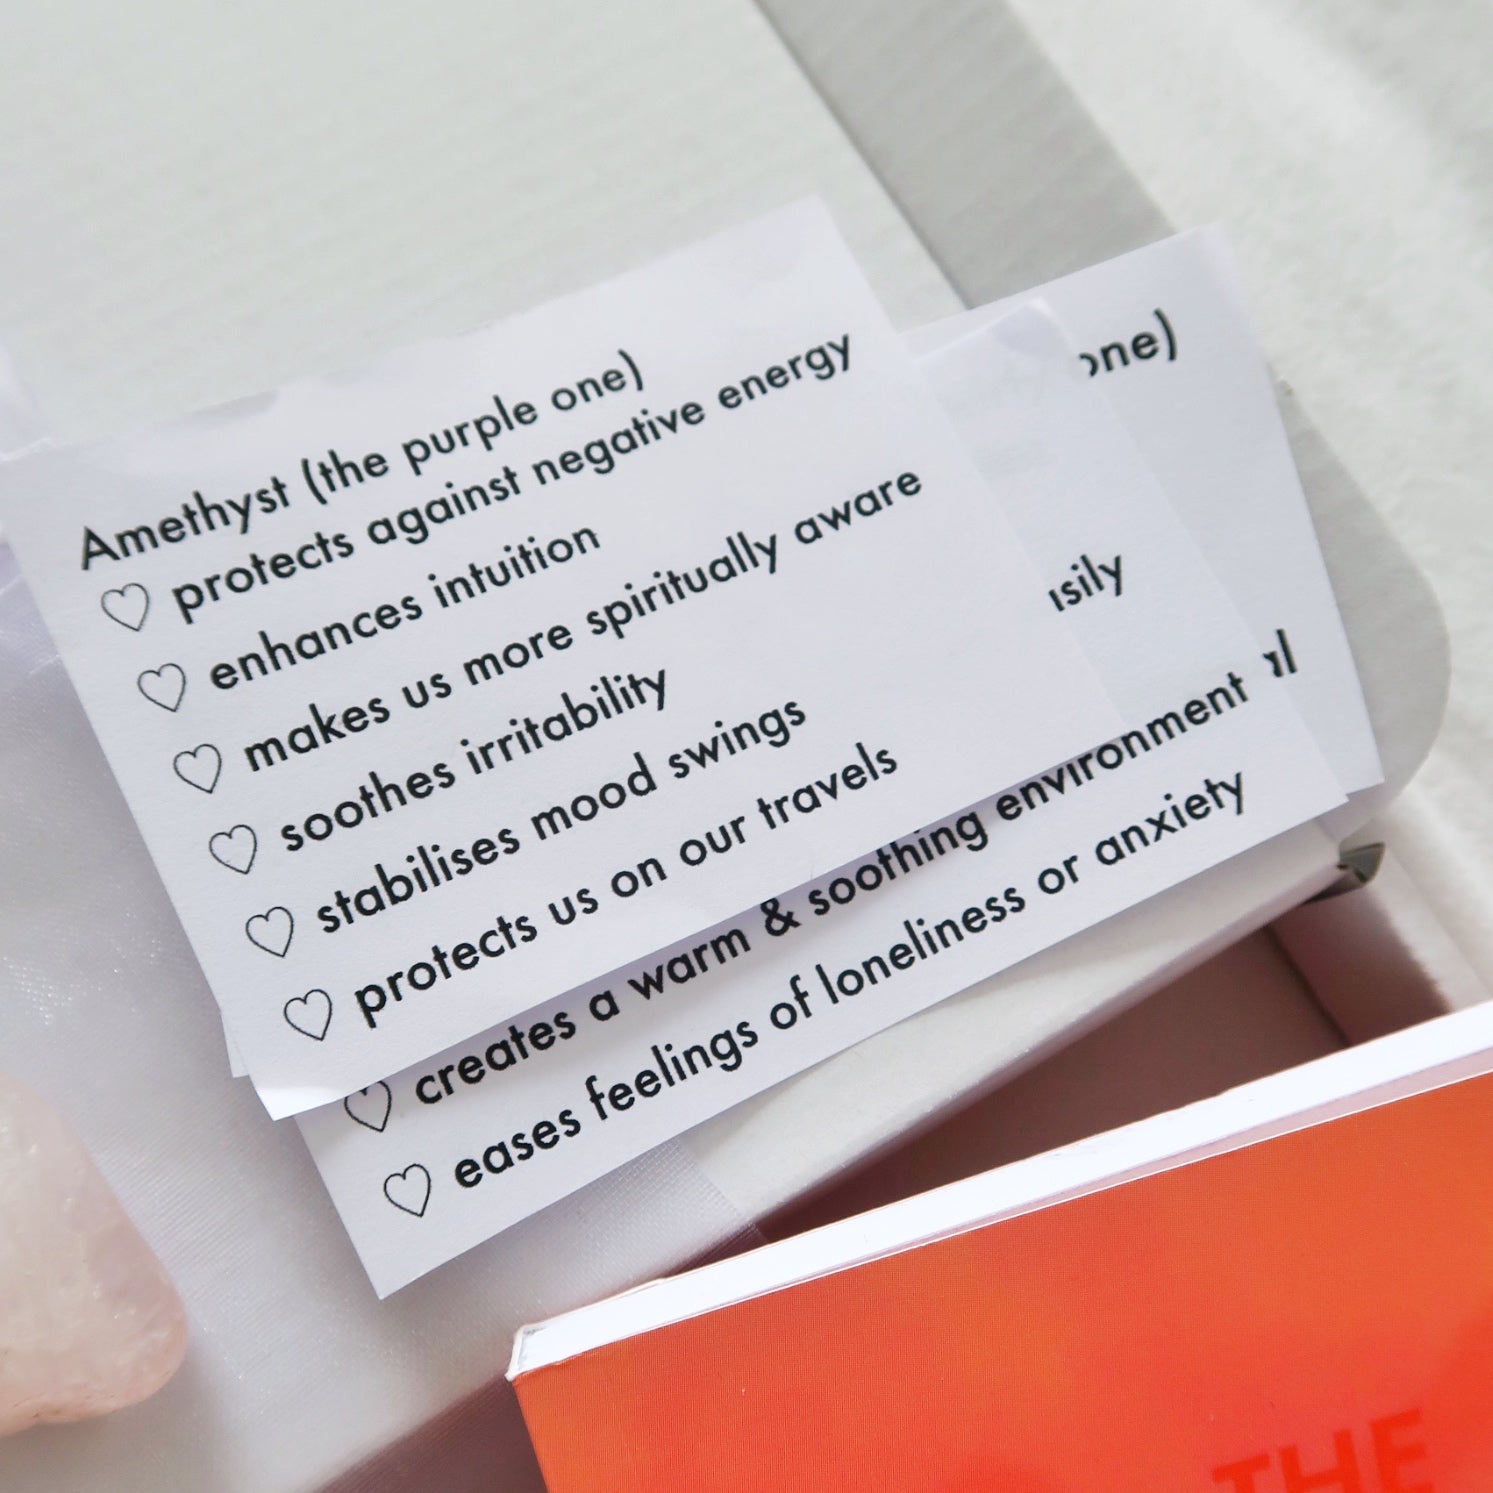 Amethyst (the purple one)
♡ protects against negative energy
♡ enhances intuition
♡ makes us more spiritually aware
♡ soothes irritability
♡ stabilises mood swings
♡ protects us on our travels
one)
♡ creates a warm & soothing environment
♡ eases feelings of loneliness or anxiety
THE